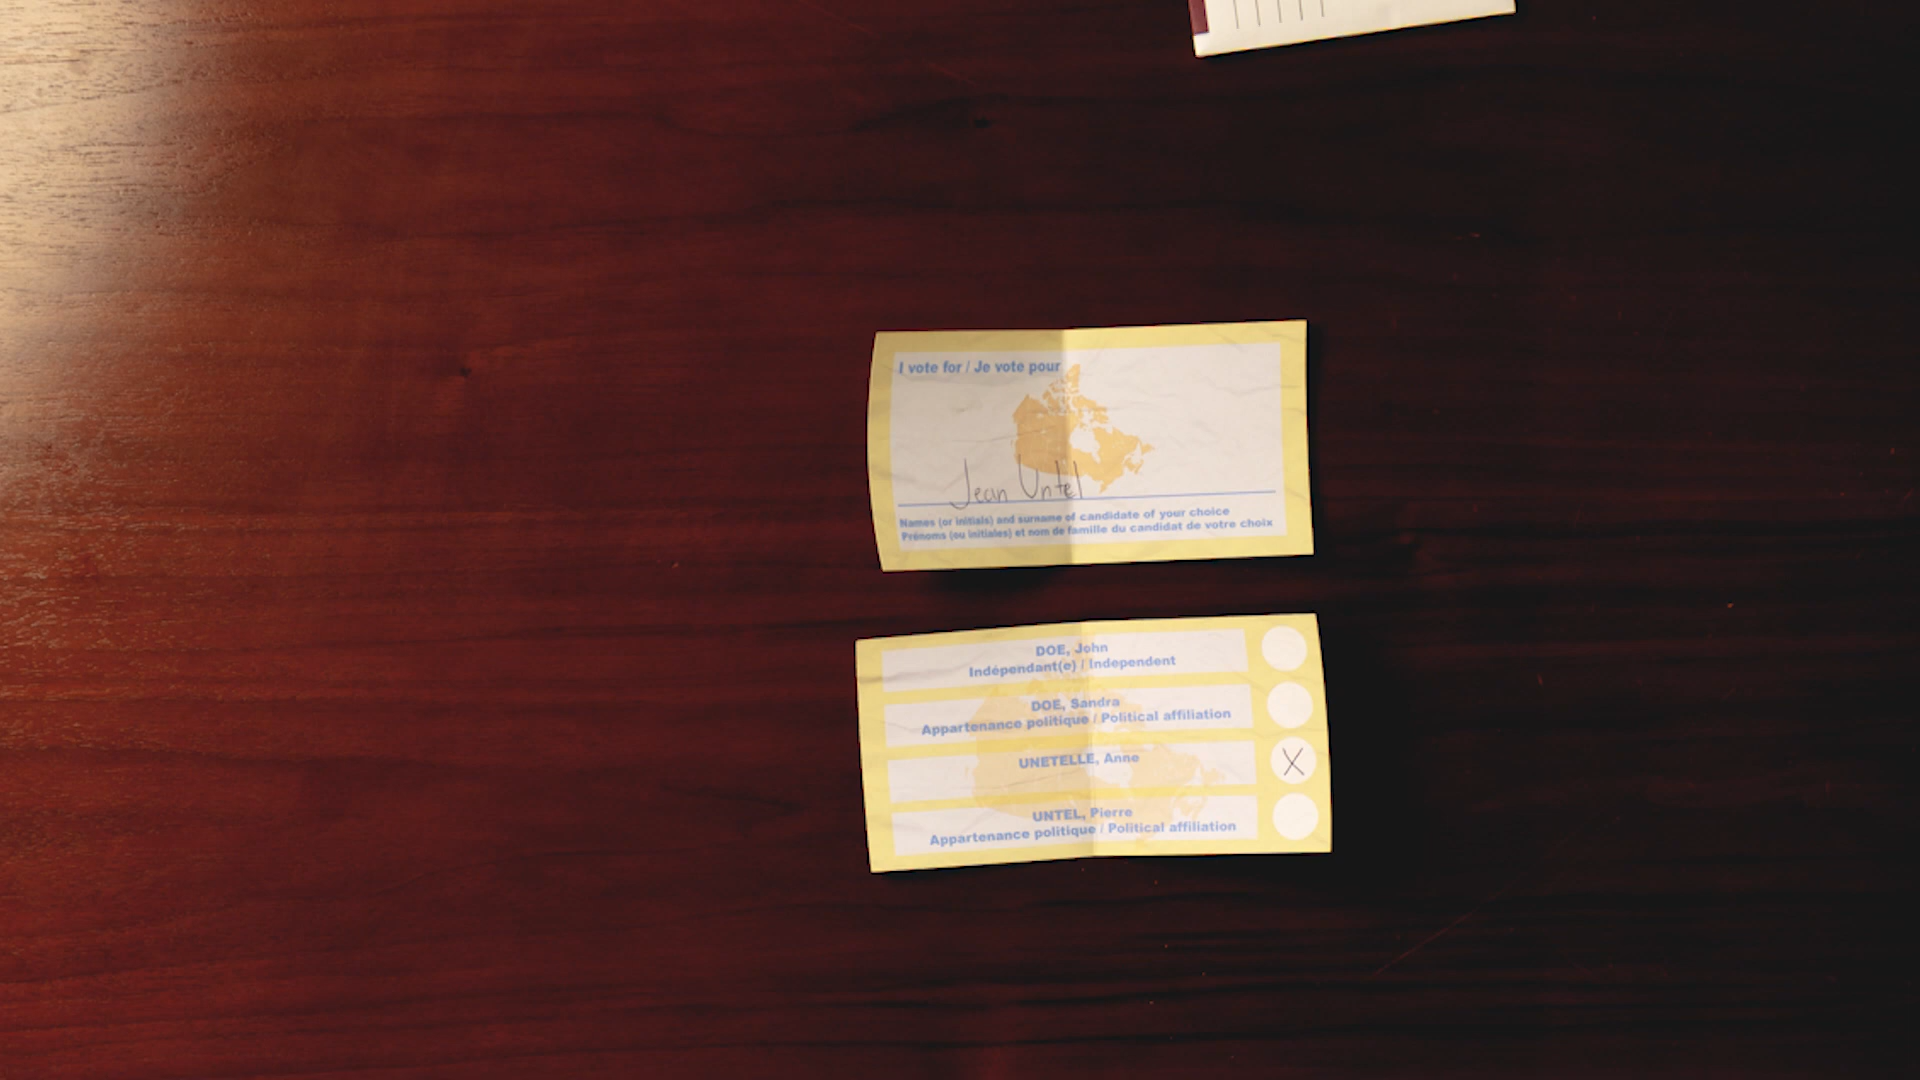 I vote for / Je vote pour
Jean Untel
Names (or initials) and surname of candidate of your choice
Prénoms (ou initiales) et nom de famille du candidat de votre choix
DOE, John
Indépendant(e) / Independent
DOE, Sandra
Appartenance politique / Political affiliation
UNETELLE, Anne
X
UNTEL, Pierre
Appartenance politique / Political affiliation